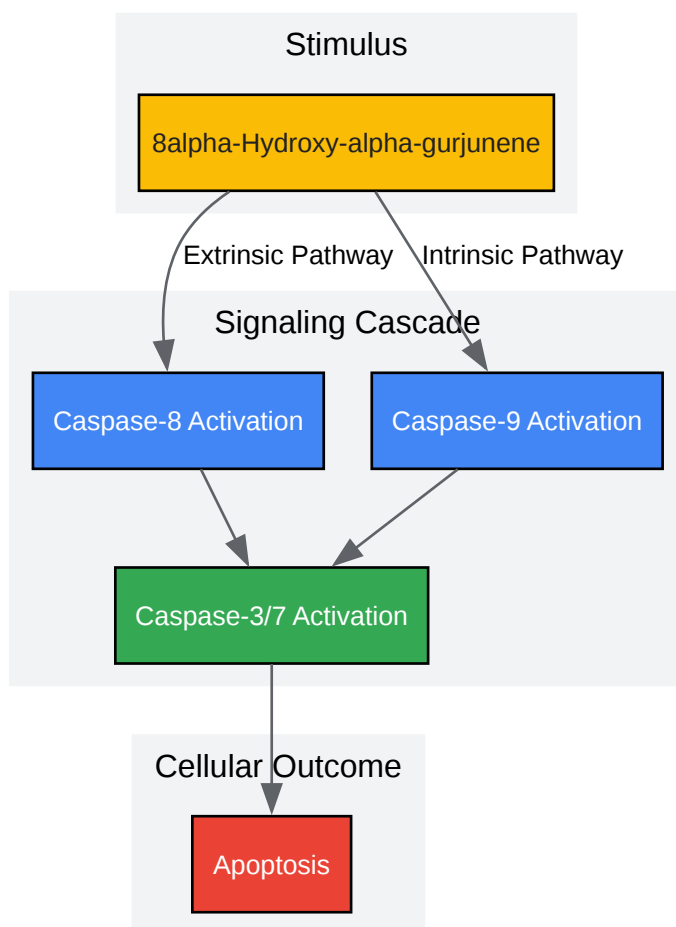 Stimulus
8alpha-Hydroxy-alpha-gurjunene
Extrinsic Pathway
Intrinsic Pathway
Signaling Cascade
Caspase-8 Activation
Caspase-9 Activation
Caspase-3/7 Activation
Cellular Outcome
Apoptosis